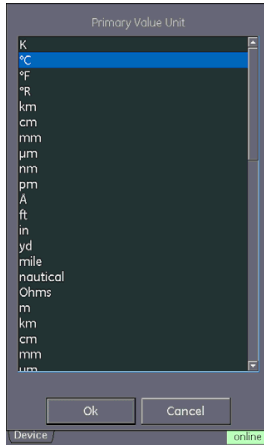 Primary Value Unit
K
°C
°F
°R
km
cm
mm
µm
nm
pm
A
ft
in
yd
mile
nautical
Ohms
m
km
cm
mm
µm
Ok
Cancel
Device
online